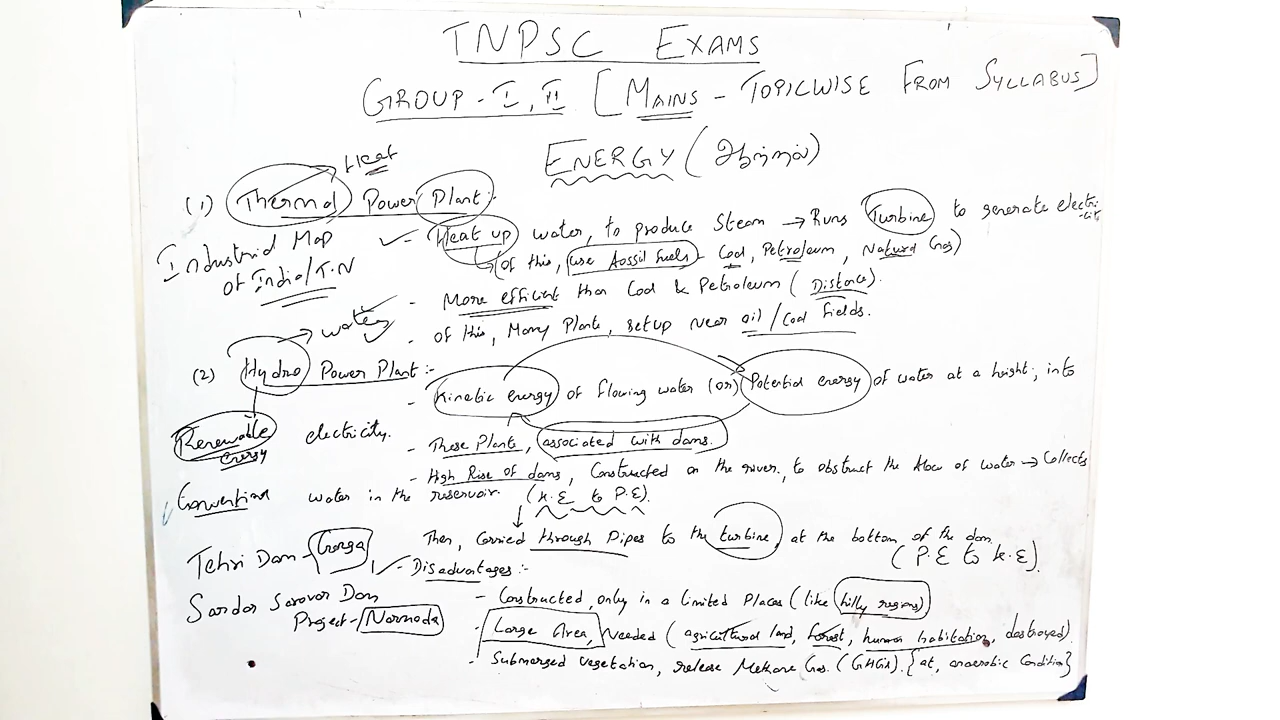 TNPSC EXAMS
GROUP - I, II [MAINS - TOPICWISE FROM SYLLABUS]
ENERGY (ஆற்றல்)
Heat
(1) Thermal Power Plant:-
Industrial Map of India/T.N
- Heat up water, to produce steam → Runs Turbine to generate electricity
(of this, use fossil fuels - Coal, Petroleum, Natural Gas)
- More efficient than Coal & Petroleum (Distance).
- of this, Many Plants, setup near oil/coal fields.
water
(2) Hydro Power Plant:-
- Kinetic energy of flowing water (or) Potential energy of water at a height, into
electricity.
Renewable energy
- These Plants, associated with dams.
- High Rise of dams, Constructed on the river, to obstruct the flow of water → Collects
water in the reservoir. (K.E to P.E).
Convention
Then, Carried through Pipes to the turbine, at the bottom of the dam.
(P.E to K.E).
Tehri Dam - Ganga
- Disadvantages:-
Sardar Sarovar Dam
Project - Narmada
- Constructed, only in a limited Places (like hilly regions)
- Large Area, Needed (agricultural land, forest, human habitation, destroyed).
- Submerged vegetation, release Methane Gas. (GHGs). {at, anaerobic Condition}